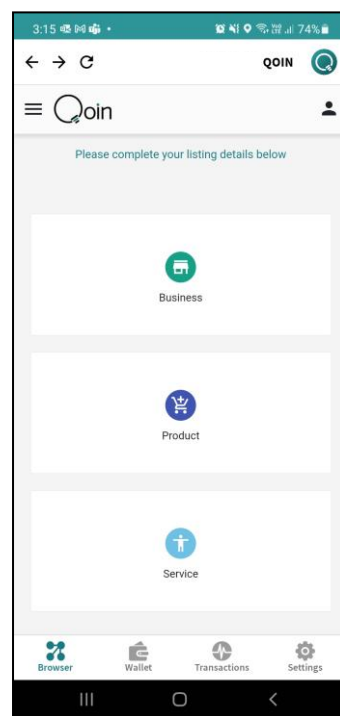 3:15
74%
QOIN
Qoin
Please complete your listing details below
Business
Product
Service
Browser Wallet Transactions Settings